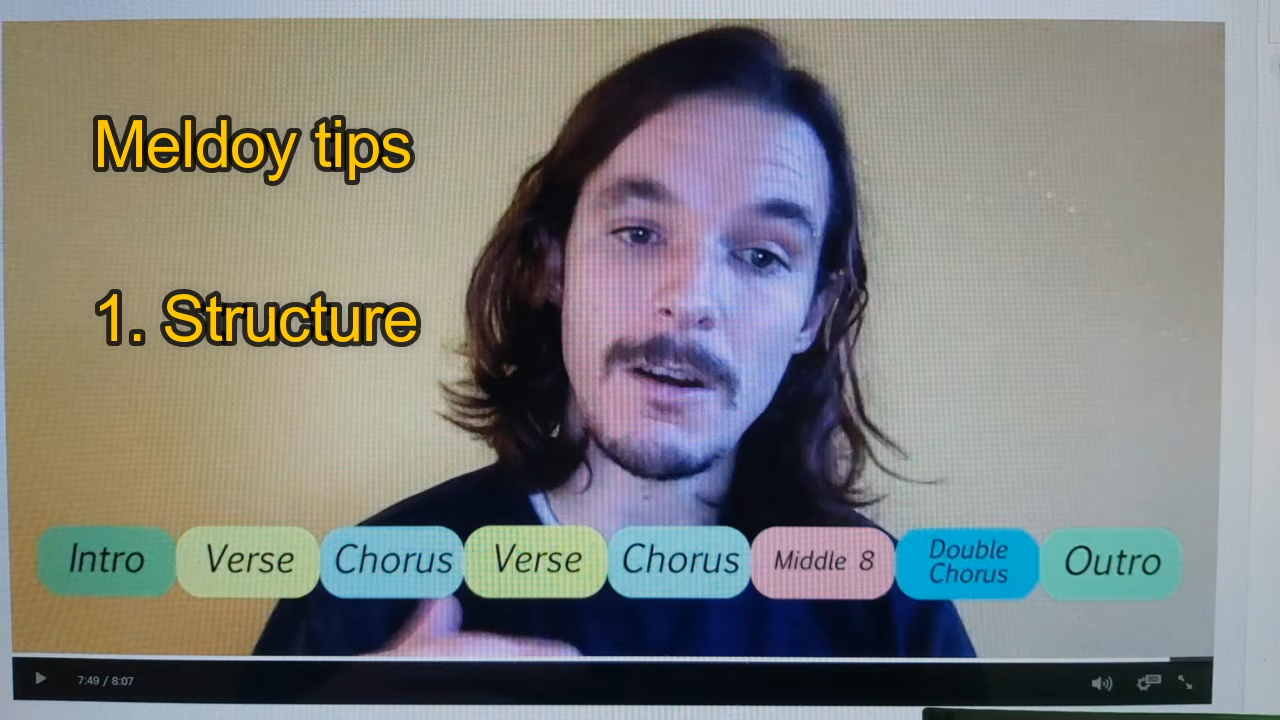 Meldoy tips
1. Structure
Intro Verse Chorus Verse Chorus Middle 8 Double Chorus Outro
7:49 / 8:07